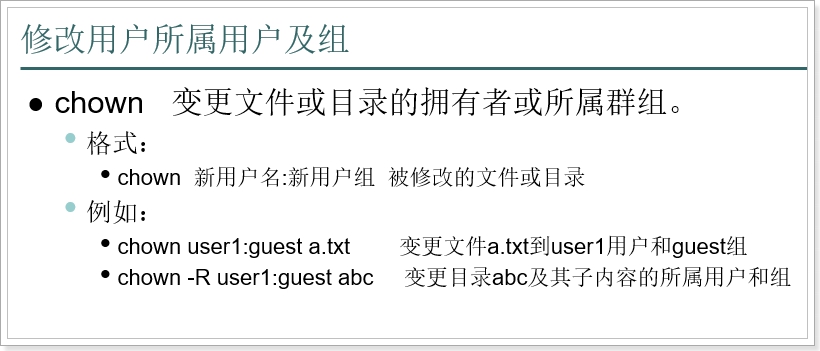 修改用户所属用户及组
chown 变更文件或目录的拥有者或所属群组。
格式：
chown 新用户名:新用户组 被修改的文件或目录
例如：
chown user1:guest a.txt 变更文件a.txt到user1用户和guest组
chown -R user1:guest abc 变更目录abc及其子内容的所属用户和组